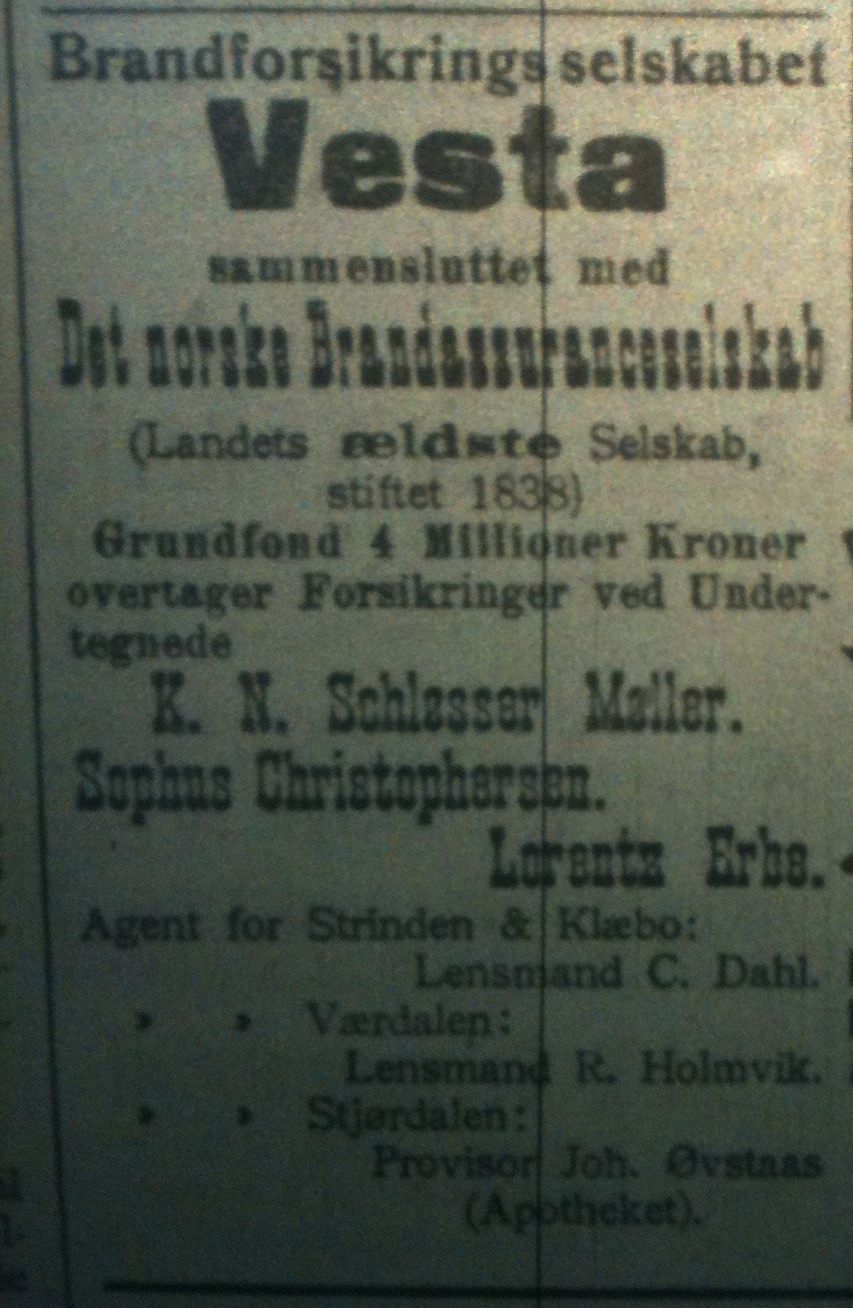 Brandforsikringsselskabet
Vesta
sammensluttet med
Det norske Brandassuranceselskab
(Landets ældste Selskab,
stiftet 1838)
Grundfond 4 Millioner Kroner
overtager Forsikringer ved Under-
tegnede
K. N. Schløsser Møller.
Sophus Christophersen.
Lorentz Erbe.
Agent for Strinden & Klæbo:
Lensmand C. Dahl.
» » Værdalen:
Lensmand R. Holmvik.
» » Stjørdalen:
Provisor Joh. Øvstaas
(Apotheket).